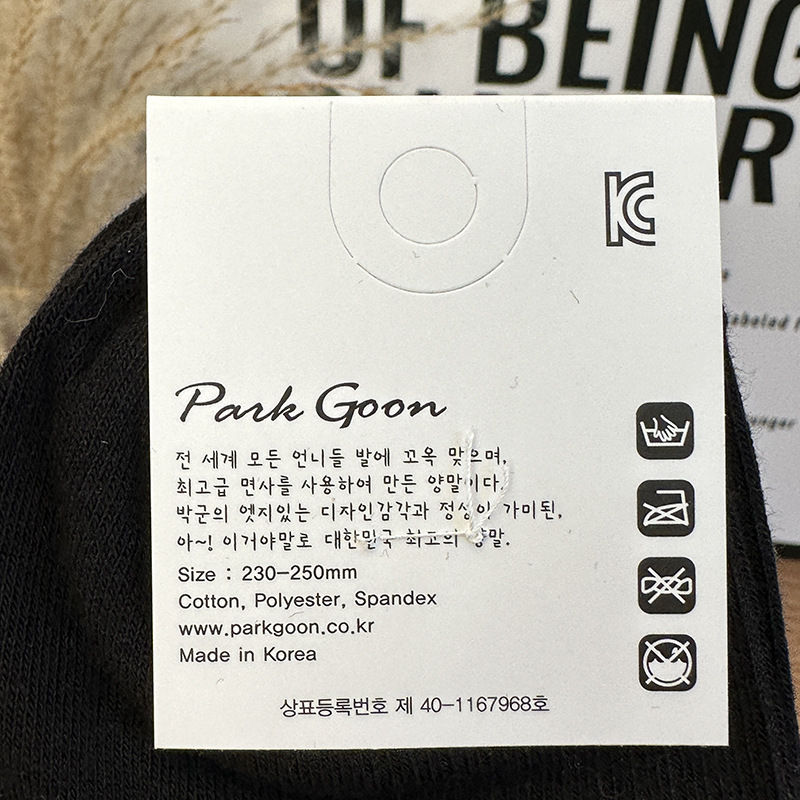 OF BEING
R
KC
Park Goon
전 세계 모든 언니들 발에 꼬옥 맞으며,
최고급 면사를 사용하여 만든 양말이다.
박군의 엣지있는 디자인감각과 정성이 가미된,
아~! 이거야말로 대한민국 최고의 양말.
Size : 230-250mm
Cotton, Polyester, Spandex
www.parkgoon.co.kr
Made in Korea
상표등록번호 제 40-1167968호